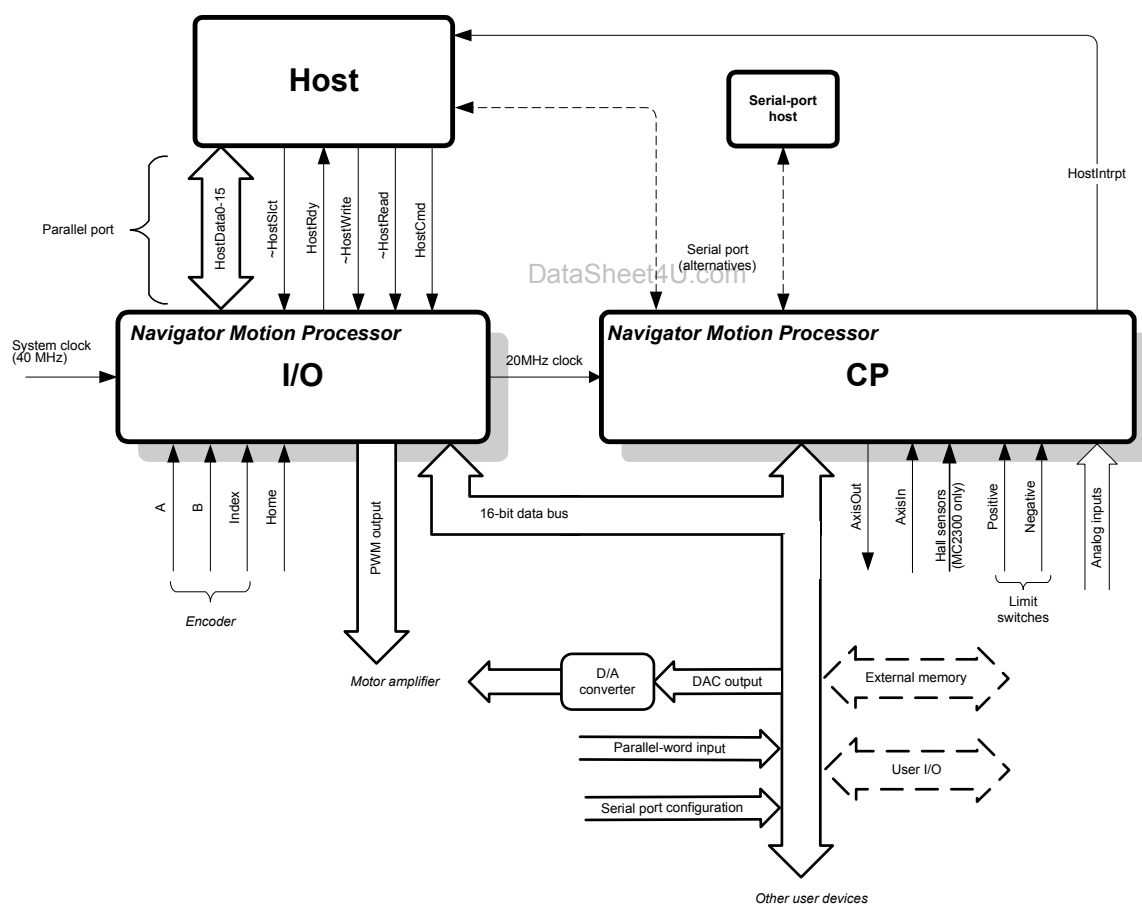 Host
Serial-port
host
HostIntrpt
Parallel port
HostData0-15
~HostSlct
HostRdy
~HostWrite
~HostRead
HostCmd
Serial port
(alternatives)
DataSheet4U.com
System clock
(40 MHz)
Navigator Motion Processor
I/O
20MHz clock
Navigator Motion Processor
CP
A
B
Index
Home
Encoder
PWM output
16-bit data bus
AxisOut
AxisIn
Hall sensors
(MC2300 only)
Positive
Negative
Limit
switches
Analog inputs
Motor amplifier
D/A
converter
DAC output
External memory
Parallel-word input
User I/O
Serial port configuration
Other user devices